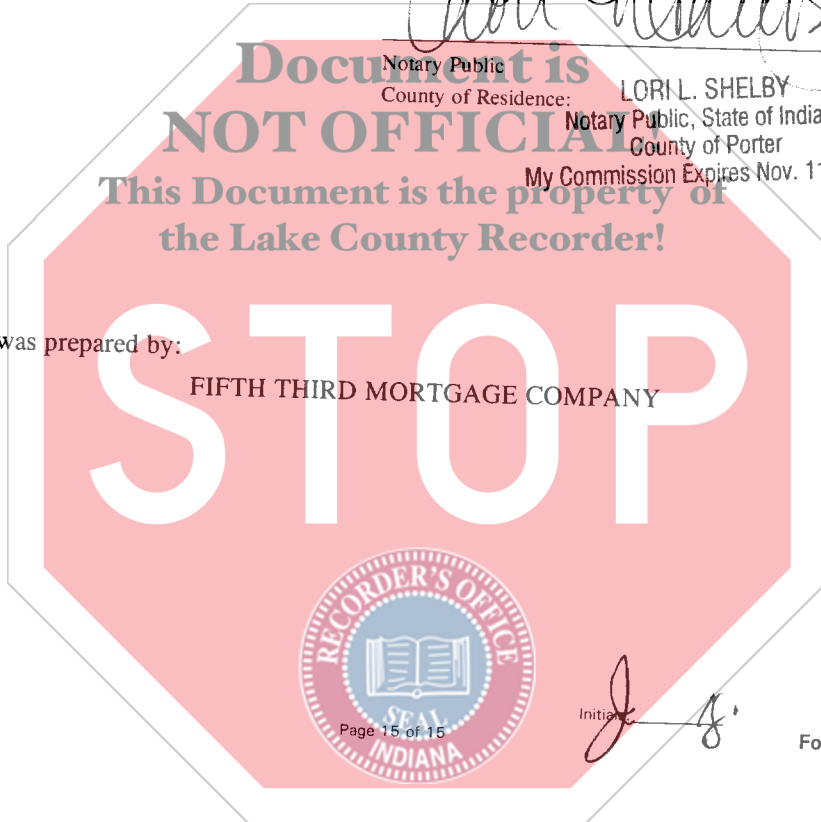 Document is
Notary Public
County of Residence:
LORI L. SHELBY
NOT OFFICIAL!
Notary Public, State of India
County of Porter
My Commission Expires Nov. 1
This Document is the property of
the Lake County Recorder!
was prepared by:
FIFTH THIRD MORTGAGE COMPANY
STOP
RECORDER'S OFFICE
SEAL
INDIANA
Page 15 of 15
Initia
Fo